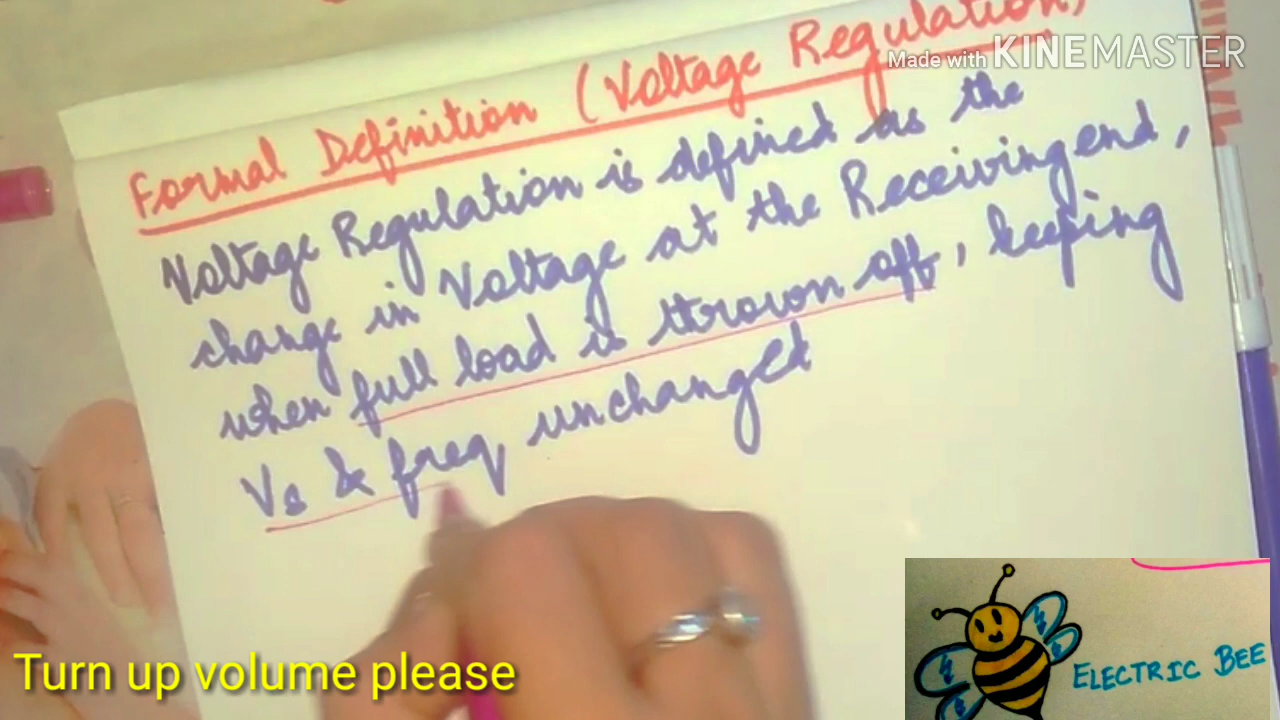 Formal Definition (Voltage Regulation)
Made with KINEMASTER
Voltage Regulation is defined as the
change in Voltage at the Receiving end,
when full load is thrown off, keeping
Vs & freq unchanged
Turn up volume please
ELECTRIC BEE